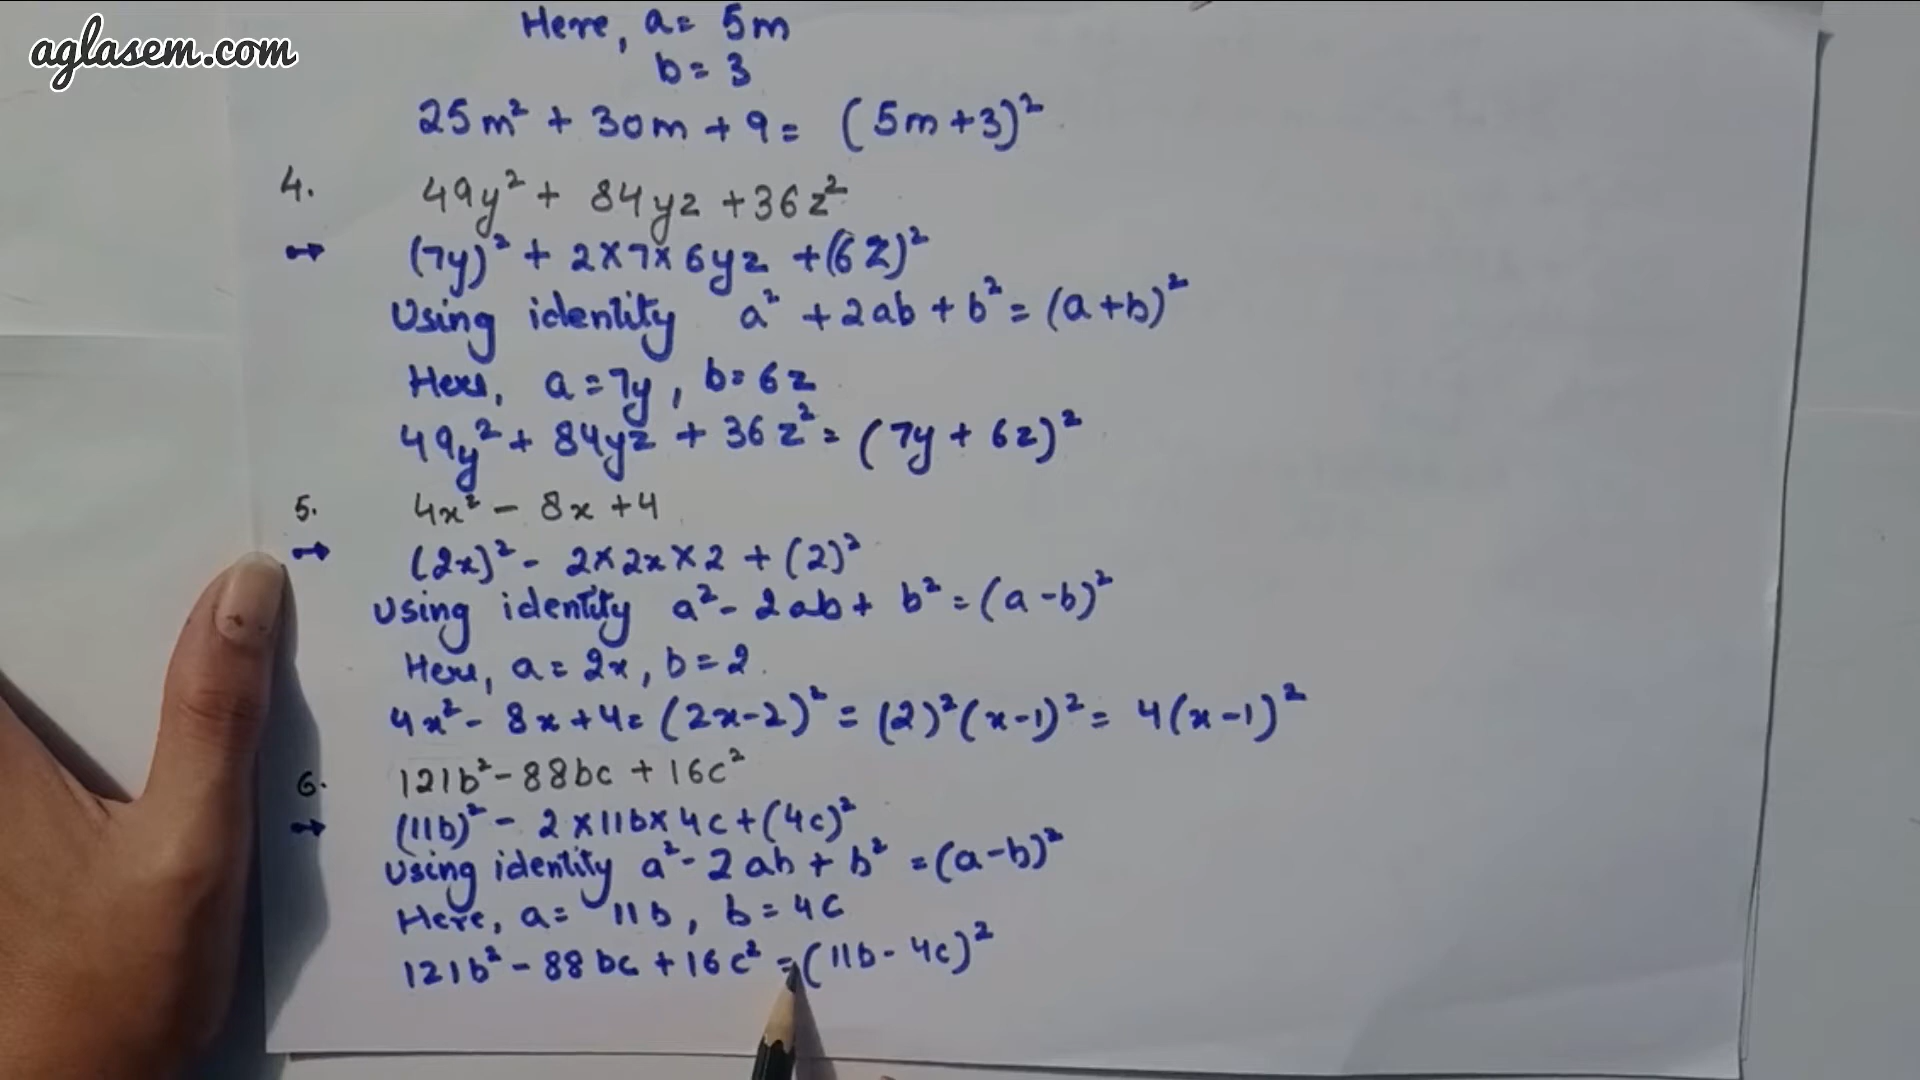 aglasem.com
Here, a = 5m
b = 3
25m² + 30m + 9 = (5m+3)²
4. 49y² + 84yz + 36z²
→ (7y)² + 2×7×6yz + (6z)²
Using identity a² + 2ab + b² = (a+b)²
Here, a = 7y, b = 6z
49y² + 84yz + 36z² = (7y + 6z)²
5. 4x² - 8x + 4
→ (2x)² - 2×2x×2 + (2)²
Using identity a² - 2ab + b² = (a-b)²
Here, a = 2x, b = 2
4x² - 8x + 4 = (2x-2)² = (2)²(x-1)² = 4(x-1)²
6. 121b² - 88bc + 16c²
→ (11b)² - 2×11b×4c + (4c)²
Using identity a² - 2ab + b² = (a-b)²
Here, a = 11b, b = 4c
121b² - 88bc + 16c² = (11b - 4c)²